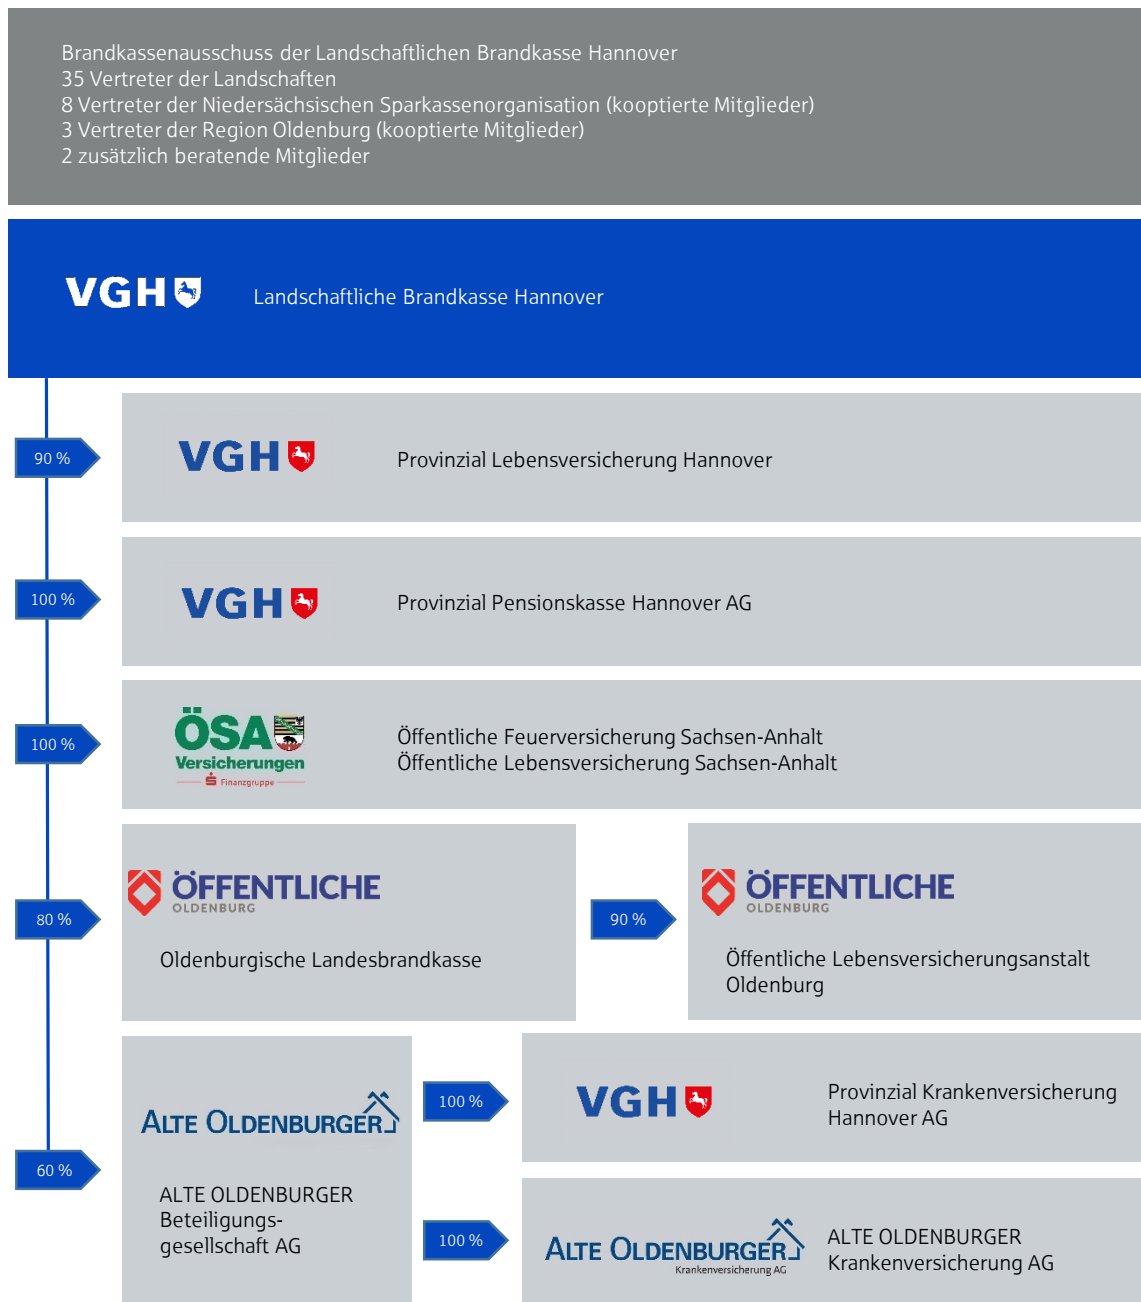 Brandkassenausschuss der Landschaftlichen Brandkasse Hannover
35 Vertreter der Landschaften
8 Vertreter der Niedersächsischen Sparkassenorganisation (kooptierte Mitglieder)
3 Vertreter der Region Oldenburg (kooptierte Mitglieder)
2 zusätzlich beratende Mitglieder
VGH
Landschaftliche Brandkasse Hannover
90 %
VGH
Provinzial Lebensversicherung Hannover
100 %
VGH
Provinzial Pensionskasse Hannover AG
100 %
ÖSA
Versicherungen
Finanzgruppe
Öffentliche Feuerversicherung Sachsen-Anhalt
Öffentliche Lebensversicherung Sachsen-Anhalt
80 %
ÖFFENTLICHE
OLDENBURG
Oldenburgische Landesbrandkasse
90 %
ÖFFENTLICHE
OLDENBURG
Öffentliche Lebensversicherungsanstalt
Oldenburg
60 %
ALTE OLDENBURGER
ALTE OLDENBURGER
Beteiligungs-
gesellschaft AG
100 %
VGH
Provinzial Krankenversicherung
Hannover AG
100 %
ALTE OLDENBURGER
Krankenversicherung AG
ALTE OLDENBURGER
Krankenversicherung AG